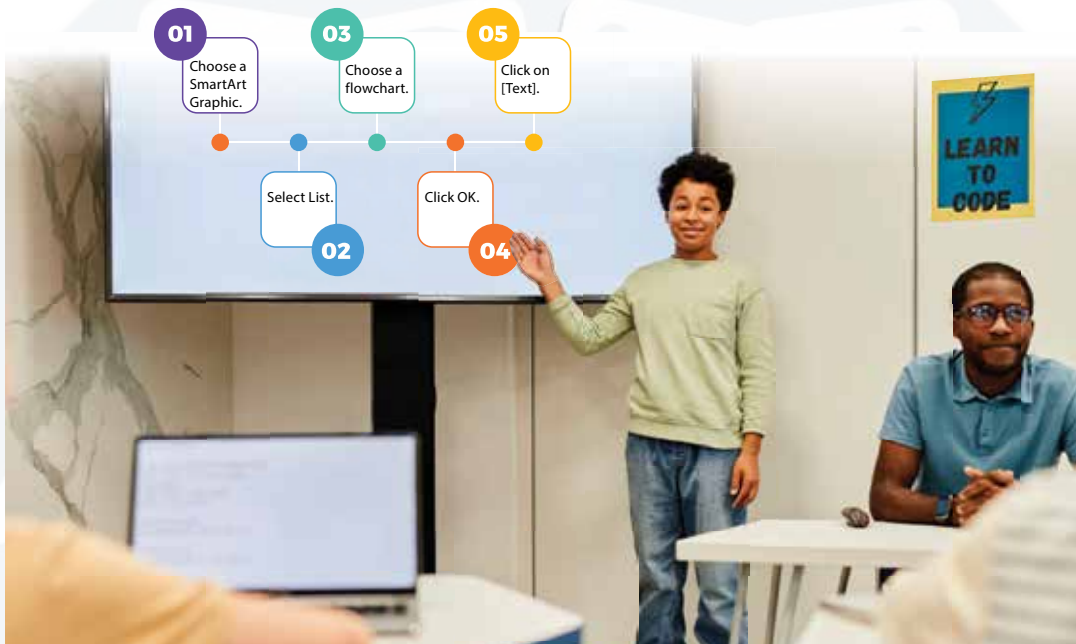 01
Choose a
SmartArt
Graphic.
Select List.
02
03
Choose a
flowchart.
Click OK.
04
05
Click on
[Text].
LEARN
TO
CODE